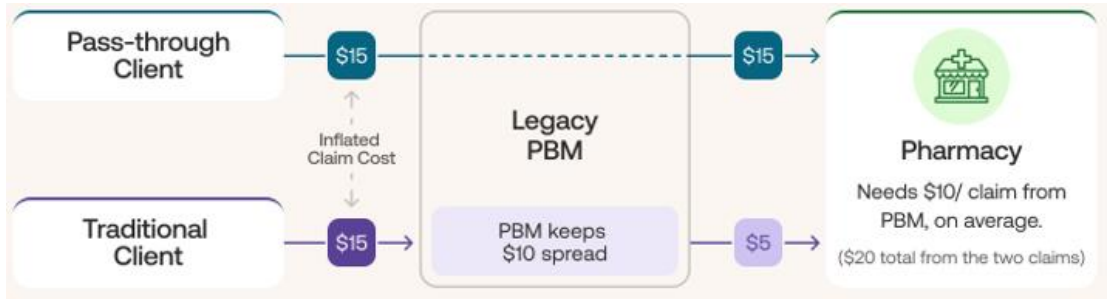 Pass-through
Client
$15
$15
Inflated
Claim Cost
Legacy
PBM
Pharmacy
Needs $10/ claim from
PBM, on average.
($20 total from the two claims)
Traditional
Client
$15
PBM keeps
$10 spread
$5